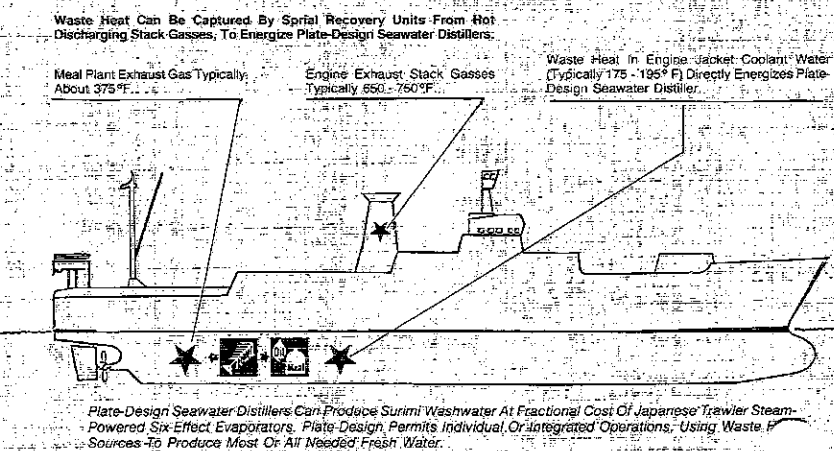 Waste Heat Can Be Captured By Sprial Recovery Units From Hot
Discharging Stack Gasses, To Energize Plate-Design Seawater Distillers.
Meal Plant Exhaust Gas Typically
About 375°F.
Engine Exhaust Stack Gasses
Typically 650 - 750°F.
Waste Heat In Engine Jacket Coolant Water
(Typically 175 - 195° F) Directly Energizes Plate-
Design Seawater Distiller.
Oil
Meal
Plate-Design Seawater Distillers Can Produce Surimi Washwater At Fractional Cost Of Japanese Trawler Steam-
Powered Six-Effect Evaporators. Plate-Design Permits Individual Or Integrated Operations, Using Waste
Sources To Produce Most Or All Needed Fresh Water.